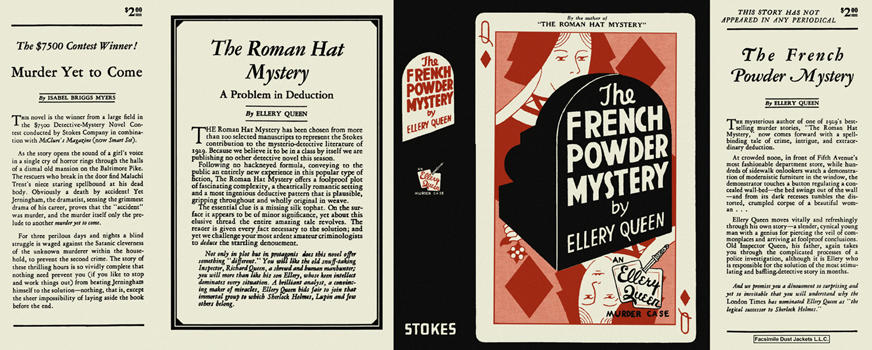 $2.00
The $7500 Contest Winner!
Murder Yet to Come
By ISABEL BRIGGS MYERS
THIS novel is the winner from a large field in
the $7500 Detective-Mystery Novel Con-
test conducted by Stokes Company in combina-
tion with McClure's Magazine (now Smart Set).
As the story opens the sound of a girl's voice
in a single cry of horror rings through the halls
of a dismal old mansion on the Baltimore Pike.
The rescuers who break in the door find Malachi
Trent's niece staring spellbound at his dead
body. Obviously a death by accident! Yet
Jerningham, the dramatist, sensing the grimmest
drama of his career, proves that the "accident"
was murder, and the murder itself only the pre-
lude to another murder yet to come.
For three perilous days and nights a blind
struggle is waged against the Satanic cleverness
of the unknown murderer within the house-
hold, to prevent the second crime. The story of
these thrilling hours is so vividly complete that
nothing need prevent you (if you like to stop
and work things out) from beating Jerningham
himself to the solution—nothing, that is, except
the sheer impossibility of laying aside the book
before the end.
The Roman Hat
Mystery
A Problem in Deduction
By ELLERY QUEEN
THE Roman Hat Mystery has been chosen from more
than 100 selected manuscripts to represent the Stokes
contribution to the mystery-detective literature of
1929. Because we believe it to be in a class by itself we are
publishing no other detective novel this season.
Following no hackneyed formula, conveying to the
public an entirely new experience in this popular type of
fiction, The Roman Hat Mystery offers a foolproof plot
of fascinating complexity, a theatrically romantic setting
and a most ingenious deductive pattern that is plausible,
gripping throughout and wholly original in weave.
The essential clue is a missing silk tophat. On the sur-
face it appears to be of minor significance, yet about this
elusive thread the entire amazing tale revolves. The
reader is given every fact necessary to the solution; and
yet we challenge your most ardent amateur criminologists
to deduce the startling denouement.
Not only in plot but in protagonists does this novel offer
something "different." You will like the old snuff-taking
Inspector, Richard Queen, a shrewd and human manhunter;
you will more than like his son Ellery, whose keen intellect
dominates every situation. A brilliant analyst, a convinc-
ing maker of miracles, Ellery Queen bids fair to join that
immortal group to which Sherlock Holmes, Lupin and few
others belong.
The
FRENCH
POWDER
MYSTERY
by
ELLERY QUEEN
AN
Ellery
Queen
MURDER CASE
STOKES
Q
By the author of
"THE ROMAN HAT MYSTERY"
The
FRENCH
POWDER
MYSTERY
by
ELLERY QUEEN
AN
Ellery
Queen
MURDER CASE
Q
THIS STORY HAS NOT
APPEARED IN ANY PERIODICAL
$2.00
The French
Powder Mystery
By ELLERY QUEEN
THE mysterious author of one of 1929's best-
selling murder stories, "The Roman Hat
Mystery," now comes forward with a spell-
binding tale of crime, intrigue, and extraor-
dinary deduction.
At crowded noon, in front of Fifth Avenue's
most fashionable department store, while hun-
dreds of sidewalk onlookers watch a demonstra-
tion of modernistic furniture in the window, the
demonstrator touches a button regulating a con-
cealed wall-bed—the bed swings out of the wall
—and from its dark recesses tumbles the dis-
torted, crumpled corpse of a beautiful wom-
an . . .
Ellery Queen moves vitally and refreshingly
through his own story—a slender, cynical young
man with a genius for piercing the veil of com-
monplaces and arriving at foolproof conclusions.
Old Inspector Queen, his father, again takes
you through the complicated processes of a
police investigation, although it is Ellery who
is responsible for the solution of the most stimu-
lating and baffling detective story in months.
And we promise you a denouement so surprising and
yet so inevitable that you will understand why the
London Times has nominated Ellery Queen as "the
logical successor to Sherlock Holmes."
Facsimile Dust Jackets L.L.C.